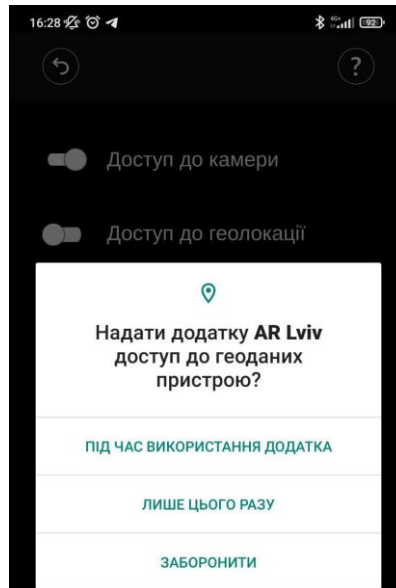 16:28 92
?
Доступ до камери
Доступ до геолокації
Надати додатку AR Lviv
доступ до геоданих
пристрою?
ПІД ЧАС ВИКОРИСТАННЯ ДОДАТКА
ЛИШЕ ЦЬОГО РАЗУ
ЗАБОРОНИТИ